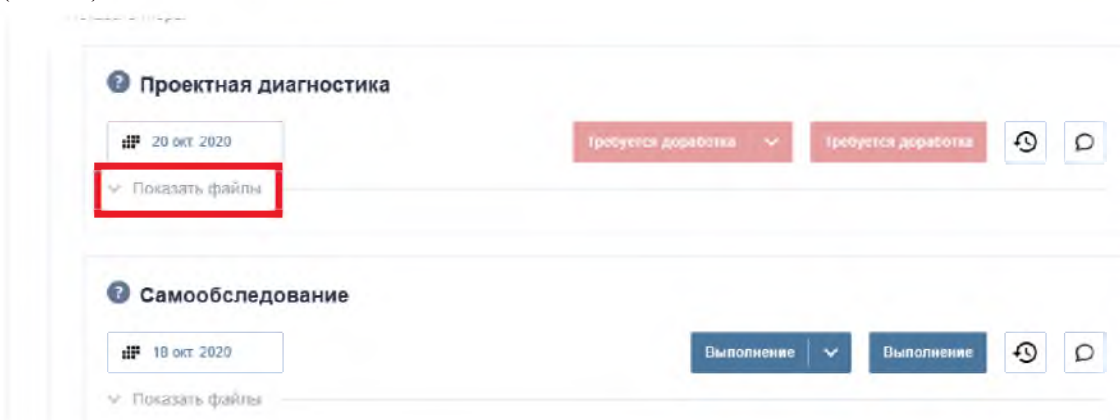 Проектная диагностика
20 окт. 2020
Требуется доработка
Требуется доработка
Показать файлы
Самообследование
18 окт. 2020
Выполнение
Выполнение
Показать файлы